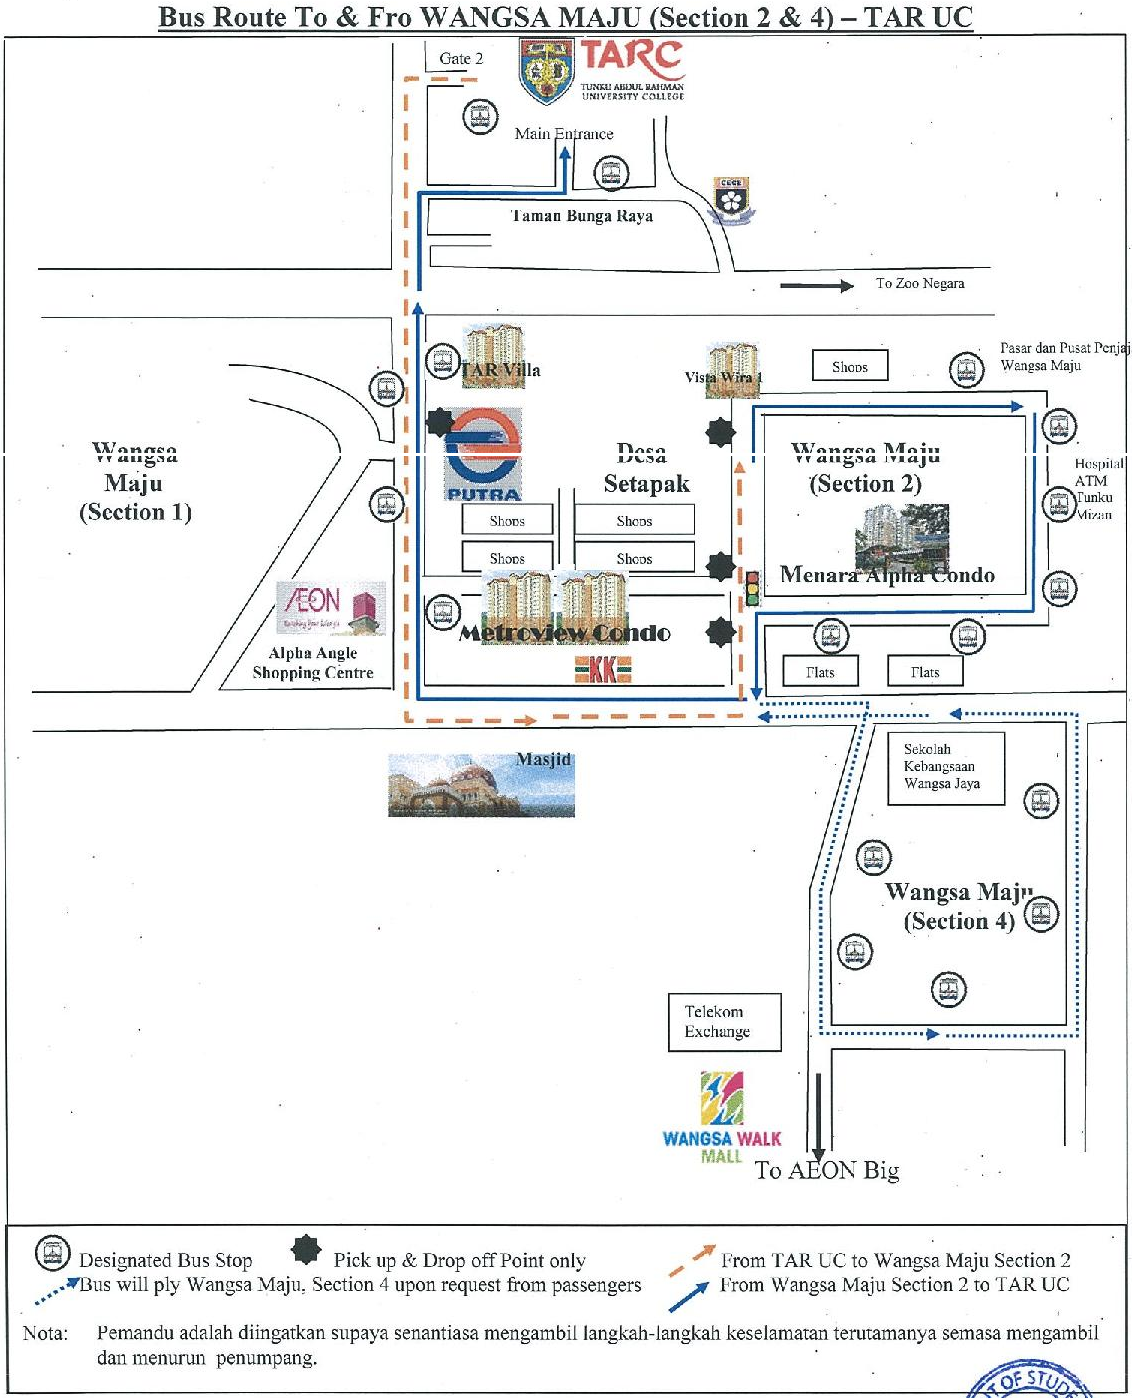 Bus Route To & Fro WANGSA MAJU (Section 2 & 4) – TAR UC
Gate 2
TARC
TUNKU ABDUL RAHMAN
UNIVERSITY COLLEGE
Main Entrance
Taman Bunga Raya
To Zoo Negara
TAR Villa
Vista Wira 1
Shops
Pasar dan Pusat Penjaj
Wangsa Maju
Wangsa
Maju
(Section 1)
PUTRA
Desa
Setapak
Wangsa Maju
(Section 2)
Hospital
ATM
Tunku
Mizan
Shops
Shops
Shops
Shops
Menara Alpha Condo
ÆON
Alpha Angle
Shopping Centre
Metroview Condo
KK
Flats
Flats
Masjid
Sekolah
Kebangsaan
Wangsa Jaya
Wangsa Maju
(Section 4)
Telekom
Exchange
WANGSA WALK
MALL
To AEON Big
Designated Bus Stop
Pick up & Drop off Point only
From TAR UC to Wangsa Maju Section 2
Bus will ply Wangsa Maju, Section 4 upon request from passengers
From Wangsa Maju Section 2 to TAR UC
Nota: Pemandu adalah diingatkan supaya senantiasa mengambil langkah-langkah keselamatan terutamanya semasa mengambil
dan menurun penumpang.
OF STUDE